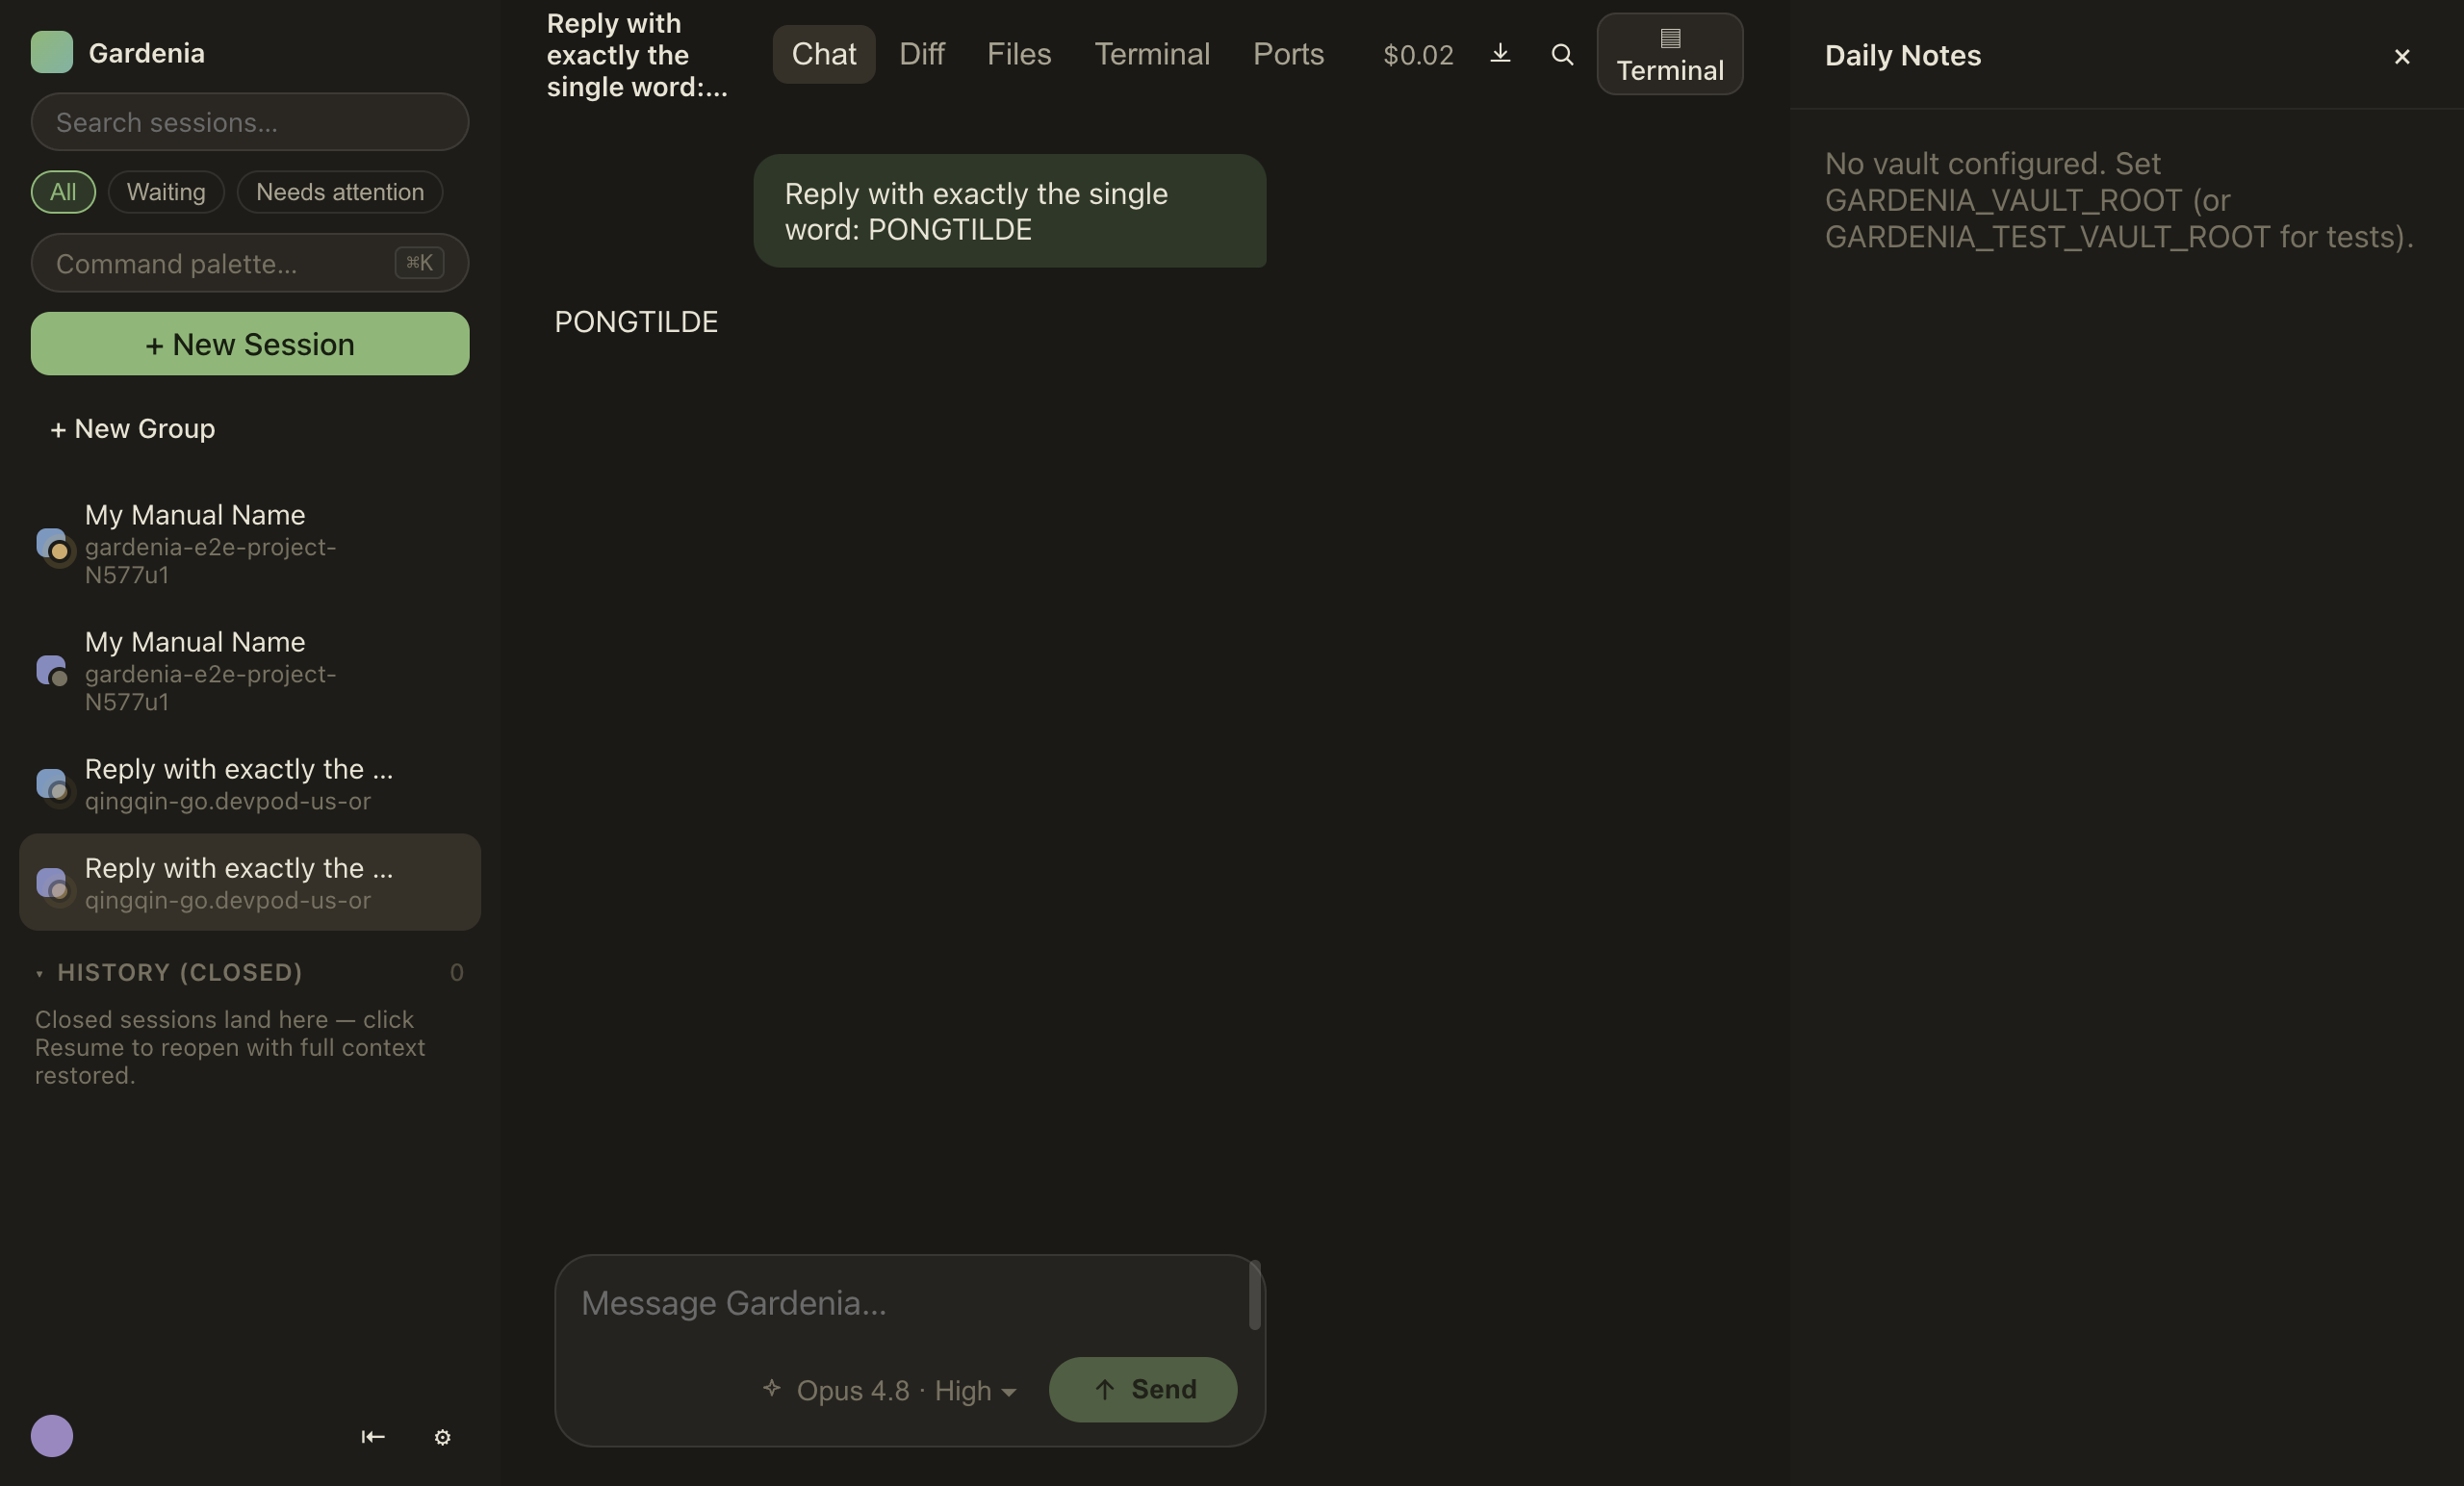 Gardenia
Search sessions...
All
Waiting
Needs attention
Command palette...
⌘K
+ New Session
+ New Group
My Manual Name
gardenia-e2e-project-
N577u1
My Manual Name
gardenia-e2e-project-
N577u1
Reply with exactly the ...
qingqin-go.devpod-us-or
Reply with exactly the ...
qingqin-go.devpod-us-or
HISTORY (CLOSED)
0
Closed sessions land here — click
Resume to reopen with full context
restored.
Reply with
exactly the
single word:...
Chat
Diff
Files
Terminal
Ports
$0.02
Terminal
Reply with exactly the single
word: PONGTILDE
PONGTILDE
Message Gardenia...
Opus 4.8 · High
Send
Daily Notes
No vault configured. Set
GARDENIA_VAULT_ROOT (or
GARDENIA_TEST_VAULT_ROOT for tests).